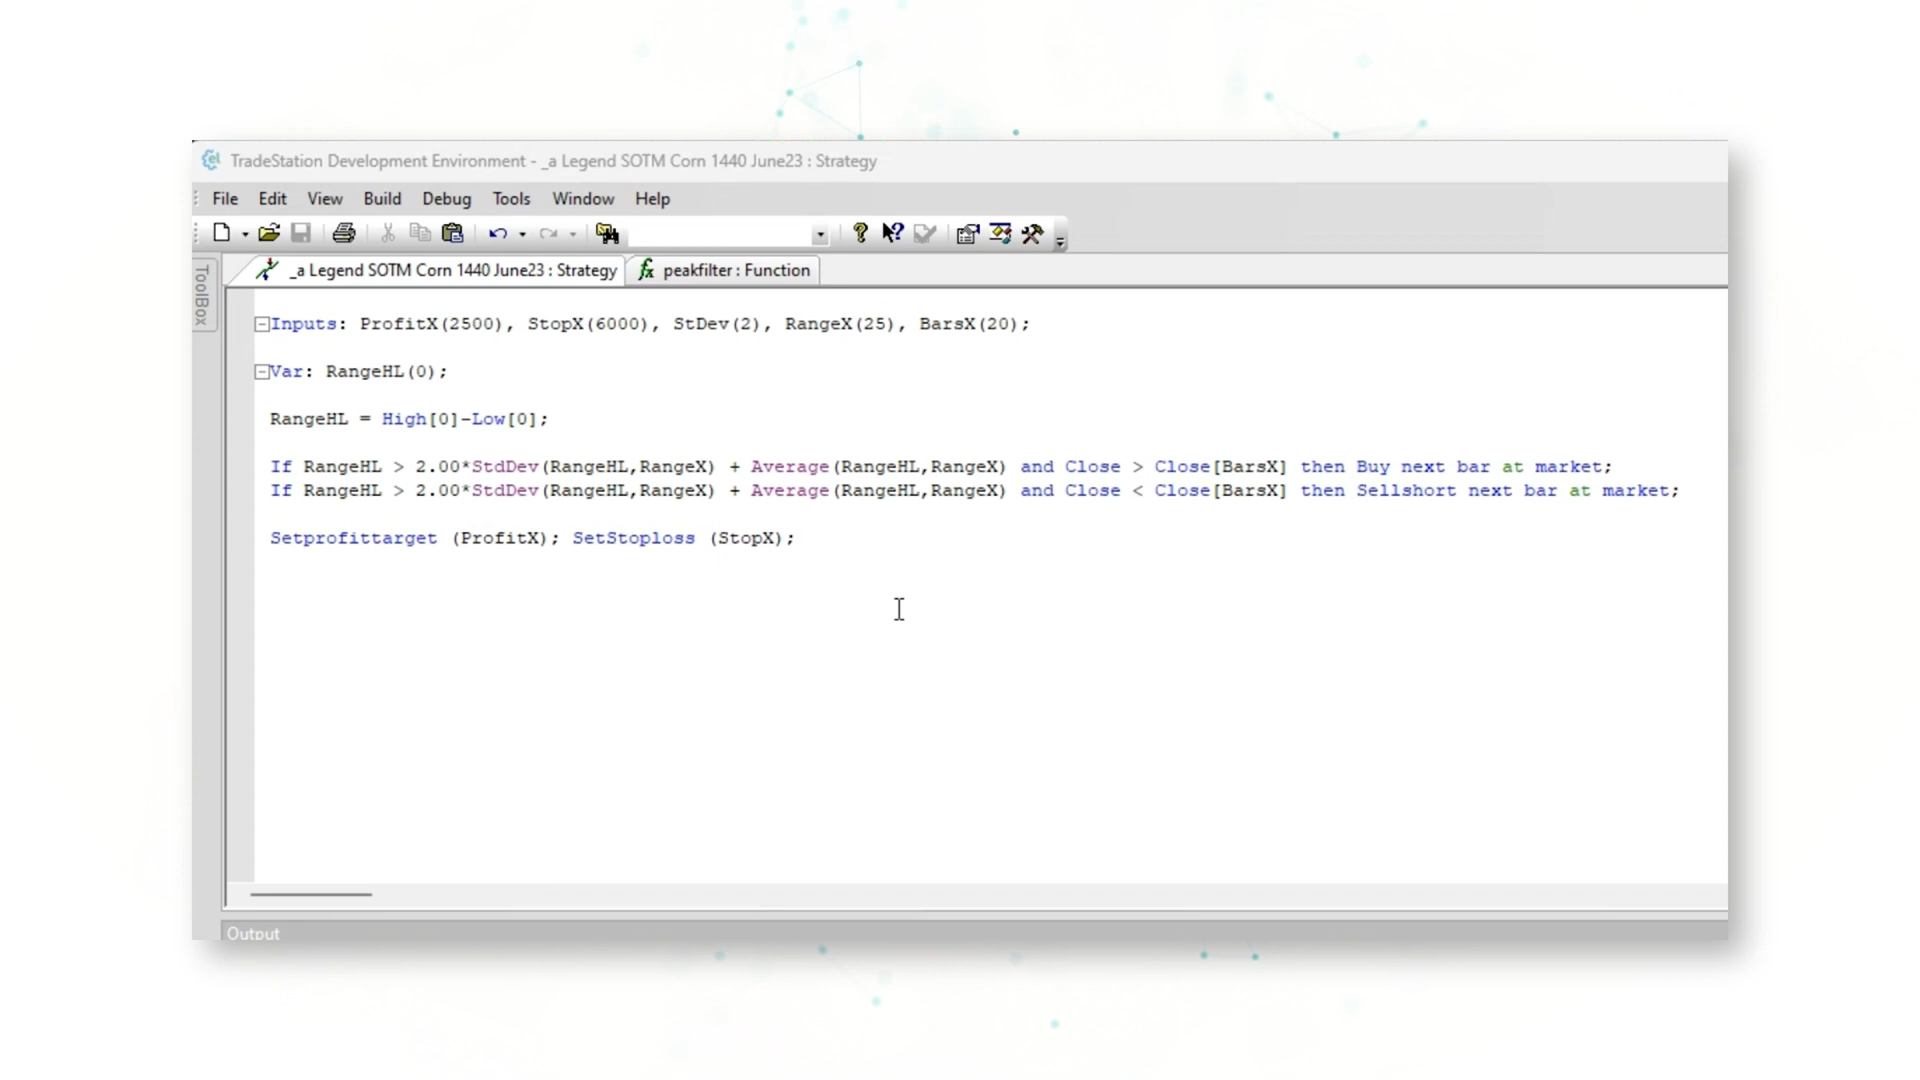 TradeStation Development Environment - _a Legend SOTM Corn 1440 June23 : Strategy
File Edit View Build Debug Tools Window Help
_a Legend SOTM Corn 1440 June23 : Strategy
peakfilter : Function
ToolBox
Inputs: ProfitX(2500), StopX(6000), StDev(2), RangeX(25), BarsX(20);
Var: RangeHL(0);
RangeHL = High[0]-Low[0];
If RangeHL > 2.00*StdDev(RangeHL,RangeX) + Average(RangeHL,RangeX) and Close > Close[BarsX] then Buy next bar at market;
If RangeHL > 2.00*StdDev(RangeHL,RangeX) + Average(RangeHL,RangeX) and Close < Close[BarsX] then Sellshort next bar at market;
Setprofittarget (ProfitX); SetStoploss (StopX);
Output